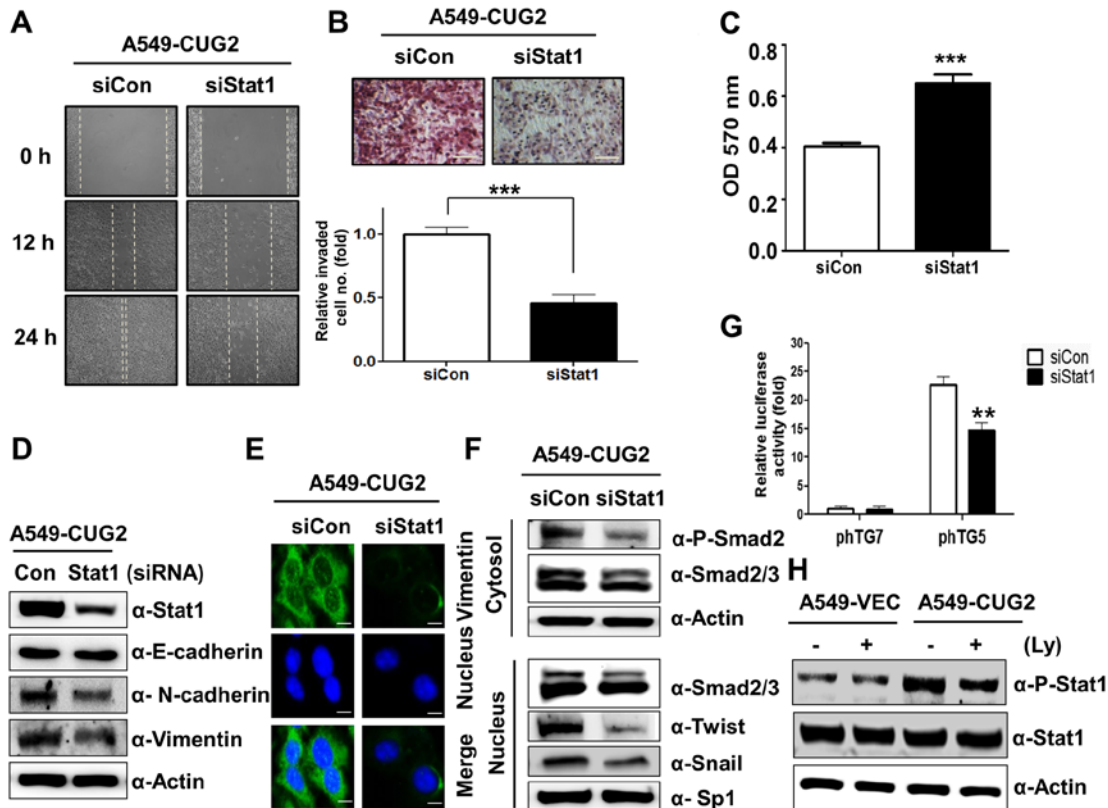 A
A549-CUG2
siCon siStat1
0 h
12 h
24 h
B
A549-CUG2
siCon siStat1
***
Relative invaded
cell no. (fold)
1.0
0.5
0.0
siCon siStat1
C
***
OD 570 nm
0.8
0.6
0.4
0.2
0.0
siCon siStat1
D
A549-CUG2
Con Stat1 (siRNA)
α-Stat1
α-E-cadherin
α- N-cadherin
α-Vimentin
α-Actin
E
A549-CUG2
siCon siStat1
Vimentin
Nucleus
Merge
F
A549-CUG2
siCon siStat1
Cytosol
α-P-Smad2
α-Smad2/3
α-Actin
Nucleus
α-Smad2/3
α-Twist
α-Snail
α- Sp1
G
siCon
siStat1
Relative luciferase
activity (fold)
30
25
20
15
10
5
0
**
phTG7 phTG5
H
A549-VEC A549-CUG2
- + - + (Ly)
α-P-Stat1
α-Stat1
α-Actin